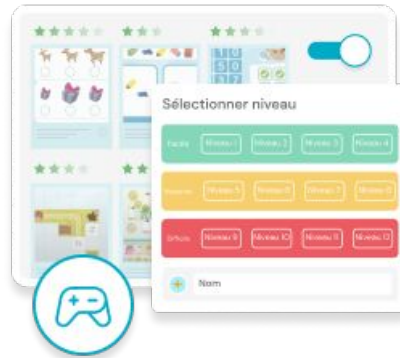 Sélectionner niveau
Facile Niveau 1 Niveau 2 Niveau 3 Niveau 4
Niveau 5 Niveau 6 Niveau 7 Niveau 8
Difficile Niveau 9 Niveau 10 Niveau 11 Niveau 12
Nom